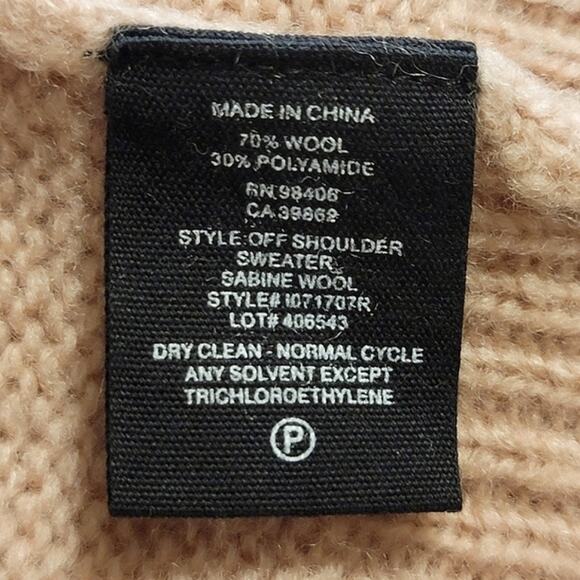 MADE IN CHINA
70% WOOL
30% POLYAMIDE
RN 98406
CA 39862
STYLE:OFF SHOULDER
SWEATER
SABINE WOOL
STYLE# I071707R
LOT# 406543
DRY CLEAN - NORMAL CYCLE
ANY SOLVENT EXCEPT
TRICHLOROETHYLENE
P